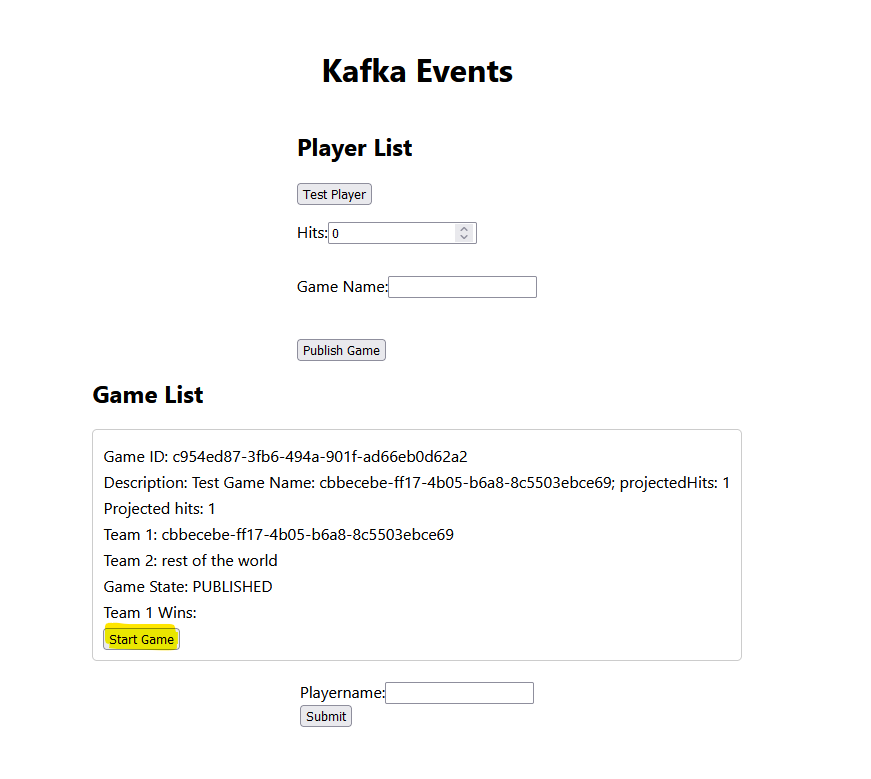 Kafka Events
Player List
Test Player
Hits: 0
Game Name:
Publish Game
Game List
Game ID: c954ed87-3fb6-494a-901f-ad66eb0d62a2
Description: Test Game Name: cbbecebe-ff17-4b05-b6a8-8c5503ebce69; projectedHits: 1
Projected hits: 1
Team 1: cbbecebe-ff17-4b05-b6a8-8c5503ebce69
Team 2: rest of the world
Game State: PUBLISHED
Team 1 Wins:
Start Game
Playername:
Submit